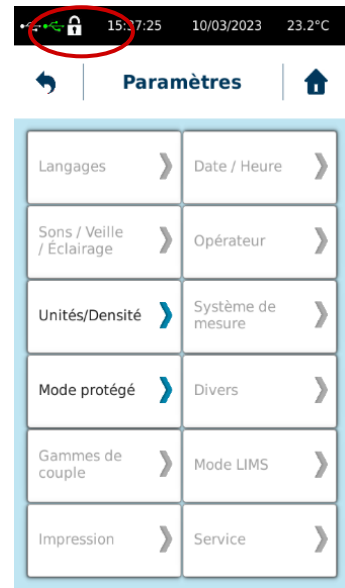 15:37:25 10/03/2023 23.2°C
Paramètres
Langages
Date / Heure
Sons / Veille
/ Éclairage
Opérateur
Unités/Densité
Système de
mesure
Mode protégé
Divers
Gammes de
couple
Mode LIMS
Impression
Service